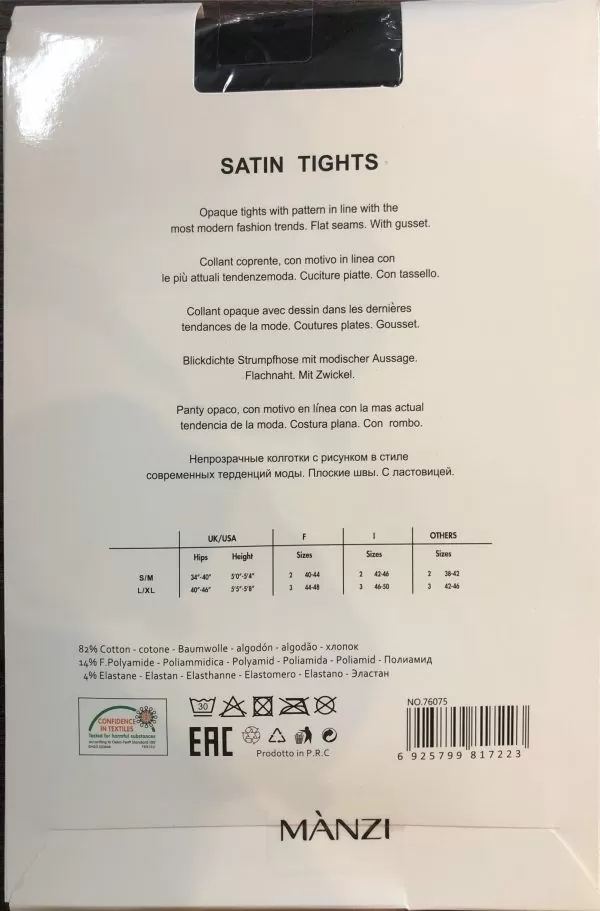 SATIN TIGHTS
Opaque tights with pattern in line with the
most modern fashion trends. Flat seams. With gusset.
Collant coprente, con motivo in linea con
le più attuali tendenzemoda. Cuciture piatte. Con tassello.
Collant opaque avec dessin dans les dernières
tendances de la mode. Coutures plates. Gousset.
Blickdichte Strumpfhose mit modischer Aussage.
Flachnaht. Mit Zwickel.
Panty opaco, con motivo en línea con la mas actual
tendencia de la moda. Costura plana. Con rombo.
Непрозрачные колготки с рисунком в стиле
современных терденций моды. Плоские швы. С ластовицей.
UK/USA F I OTHERS
Hips Height Sizes Sizes Sizes
S/M 34"-40" 5'0"-5'4" 2 40-44 2 42-46 2 38-42
L/XL 40"-46" 5'5"-5'8" 3 44-48 3 46-50 3 42-46
82% Cotton - cotone - Baumwolle - algodón - algodão - хлопок
14% F.Polyamide - Poliammidica - Polyamid - Poliamida - Poliamid - Полиамид
4% Elastane - Elastan - Elasthanne - Elastomero - Elastano - Эластан
CONFIDENCE
IN TEXTILES
Tested for harmful substances
according to Oeko-Tex® Standard 100
30
EAC
Prodotto in P.R.C
NO.76075
6 925799 817223
MÀNZI